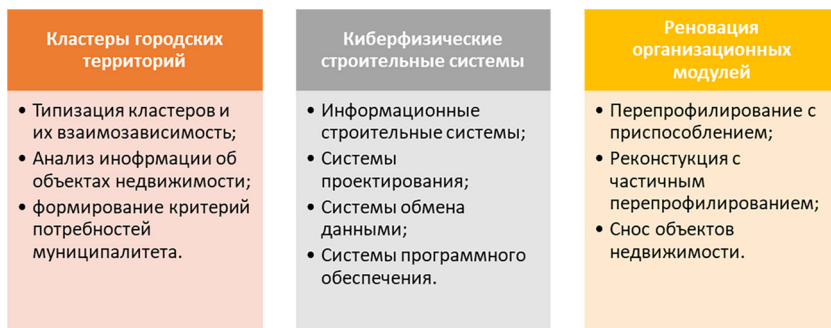 Кластеры городских
территорий
• Типизация кластеров и
их взаимозависимость;
• Анализ инофрмации об
объектах недвижимости;
• формирование критерий
потребностей
муниципалитета.
Киберфизические
строительные системы
• Информационные
строительные системы;
• Системы
проектирования;
• Системы обмена
данными;
• Системы программного
обеспечения.
Реновация
организационных
модулей
• Перепрофилирование с
приспособлением;
• Реконстукция с
частичным
перепрофилированием;
• Снос объектов
недвижимости.